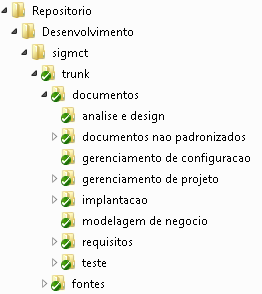 Repositorio
Desenvolvimento
sigmct
trunk
documentos
analise e design
documentos nao padronizados
gerenciamento de configuracao
gerenciamento de projeto
implantacao
modelagem de negocio
requisitos
teste
fontes